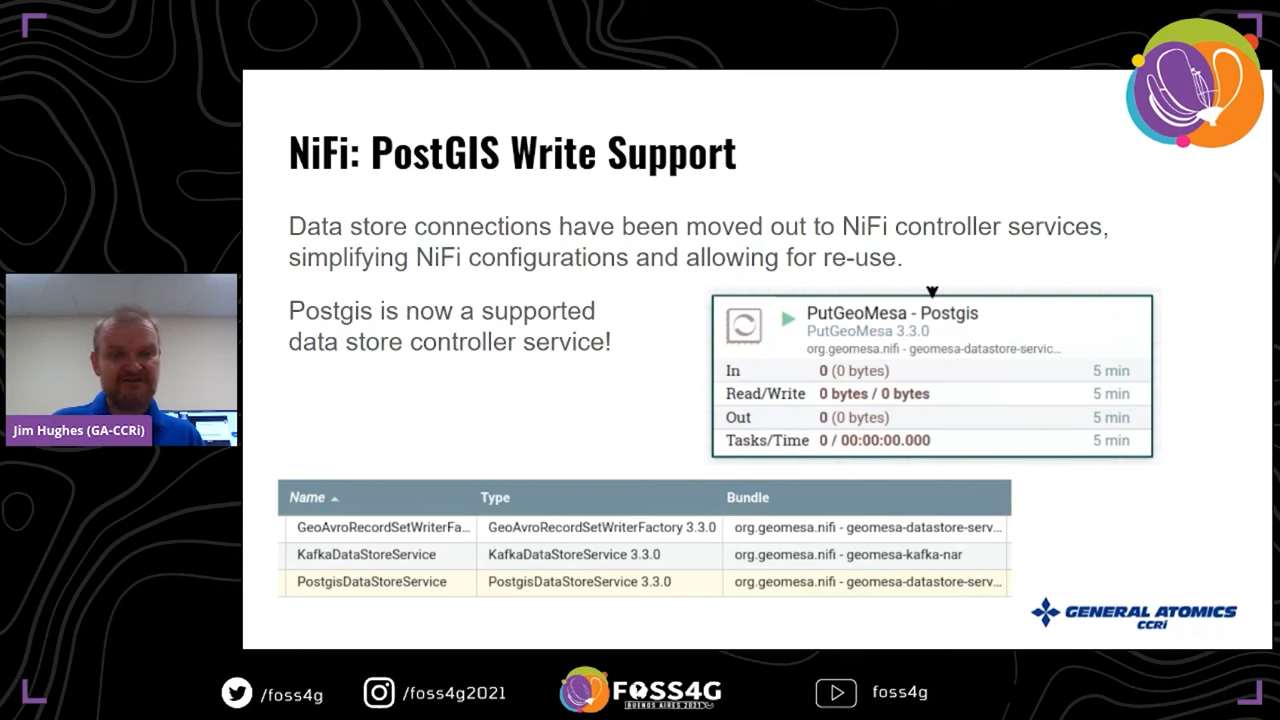 NiFi: PostGIS Write Support
Data store connections have been moved out to NiFi controller services,
simplifying NiFi configurations and allowing for re-use.
Postgis is now a supported
data store controller service!
PutGeoMesa - Postgis
PutGeoMesa 3.3.0
org.geomesa.nifi - geomesa-datastore-servic...
In 0 (0 bytes) 5 min
Read/Write 0 bytes / 0 bytes 5 min
Out 0 (0 bytes) 5 min
Tasks/Time 0 / 00:00:00.000 5 min
Jim Hughes (GA-CCRi)
Name Type Bundle
GeoAvroRecordSetWriterFa... GeoAvroRecordSetWriterFactory 3.3.0 org.geomesa.nifi - geomesa-datastore-serv...
KafkaDataStoreService KafkaDataStoreService 3.3.0 org.geomesa.nifi - geomesa-kafka-nar
PostgisDataStoreService PostgisDataStoreService 3.3.0 org.geomesa.nifi - geomesa-datastore-serv...
GENERAL ATOMICS
CCRi
/foss4g /foss4g2021 FOSS4G foss4g
BUENOS AIRES 2021